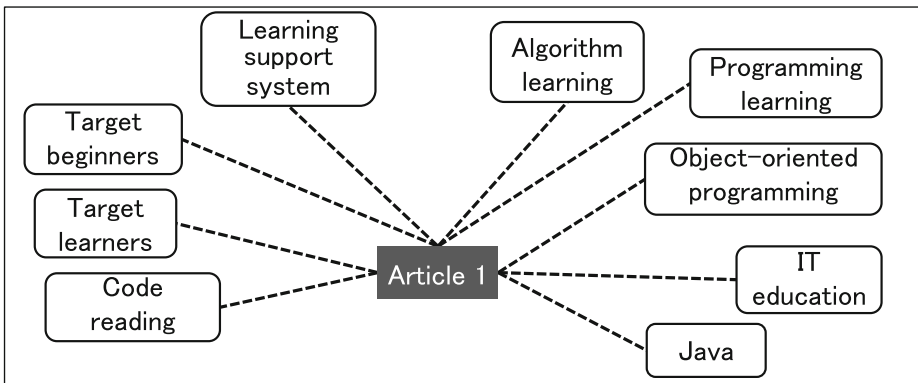 Learning
support
system
Algorithm
learning
Programming
learning
Target
beginners
Object-oriented
programming
Target
learners
Article 1
IT
education
Code
reading
Java